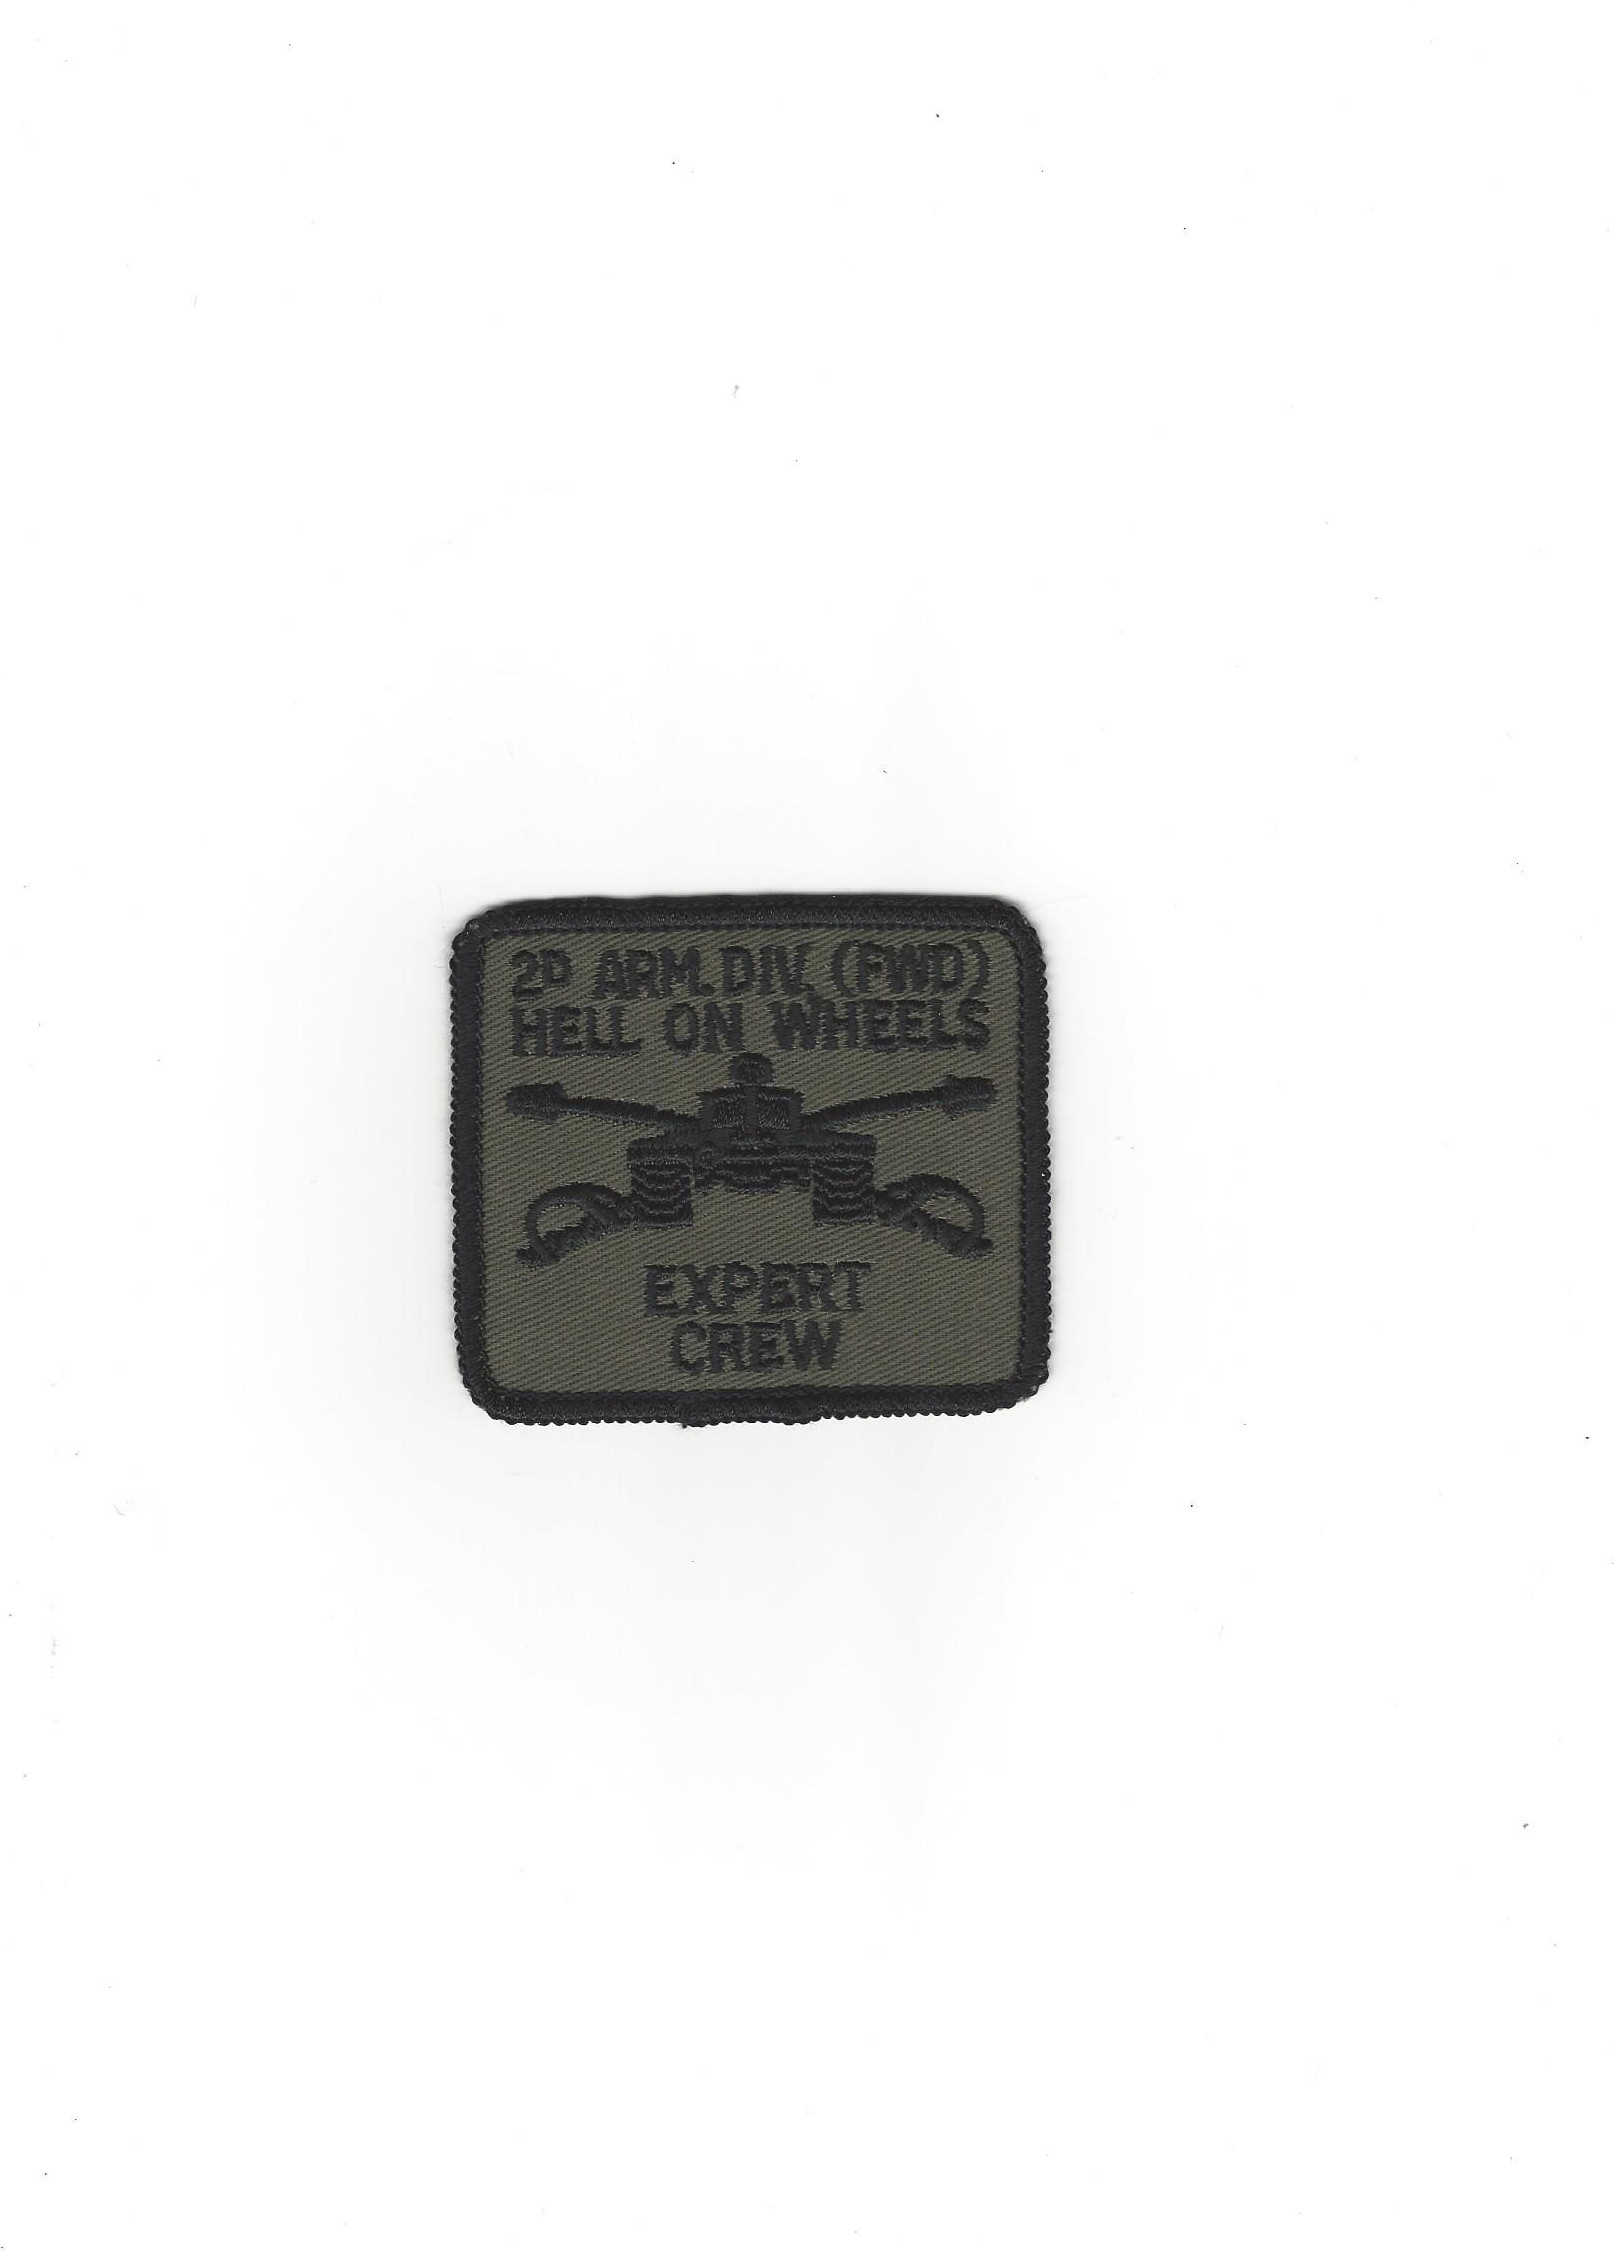 2D ARM. DIV. (FWD)
HELL ON WHEELS
EXPERT
CREW